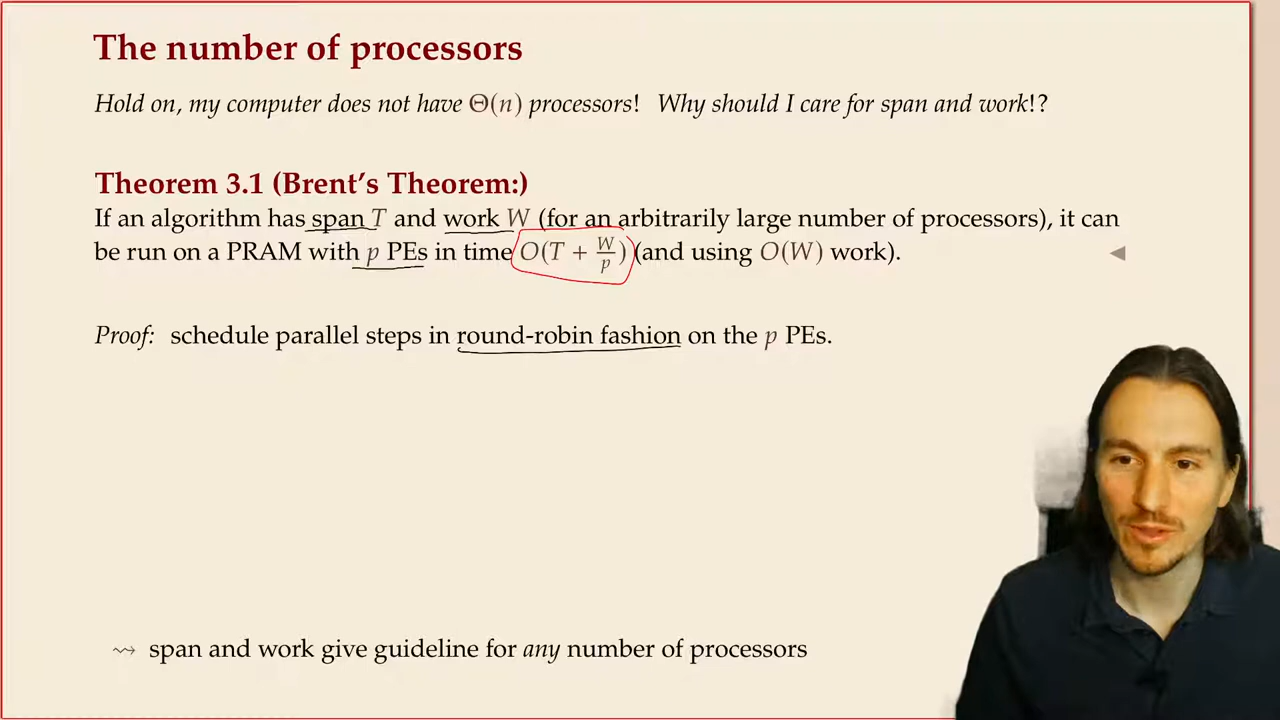 The number of processors
Hold on, my computer does not have Θ(n) processors! Why should I care for span and work!?
Theorem 3.1 (Brent's Theorem:)
If an algorithm has span T and work W (for an arbitrarily large number of processors), it can
be run on a PRAM with p PEs in time O(T + W/p) (and using O(W) work). ◀
Proof: schedule parallel steps in round-robin fashion on the p PEs.
⇝ span and work give guideline for any number of processors